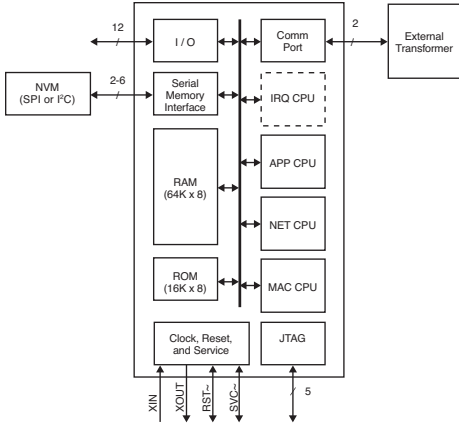 12
I / O
Comm
Port
2
External
Transformer
NVM
(SPI or I²C)
2-6
Serial
Memory
Interface
IRQ CPU
RAM
(64K x 8)
APP CPU
NET CPU
ROM
(16K x 8)
MAC CPU
Clock, Reset,
and Service
JTAG
XIN
XOUT
RST~
SVC~
5